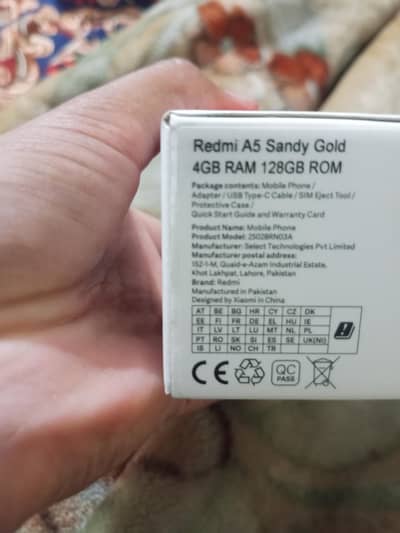 Redmi A5 Sandy Gold
4GB RAM 128GB ROM
Package contents: Mobile Phone /
Adapter / USB Type-C Cable / SIM Eject Tool /
Protective Case /
Quick Start Guide and Warranty Card
Product Name: Mobile Phone
Product Model: 25028RN03A
Manufacturer: Select Technologies Pvt Limited
Manufacturer postal address:
152-1-M, Quaid-e-Azam Industrial Estate,
Khot Lakhpat, Lahore, Pakistan
Brand: Redmi
Manufactured in Pakistan
Designed by Xiaomi in China
AT BE BG HR CY CZ DK
EE FI FR DE EL HU IE
IT LV LT LU MT NL PL
PT RO SK SI ES SE UK(NI)
IS LI NO CH TR
CE QC
PASS